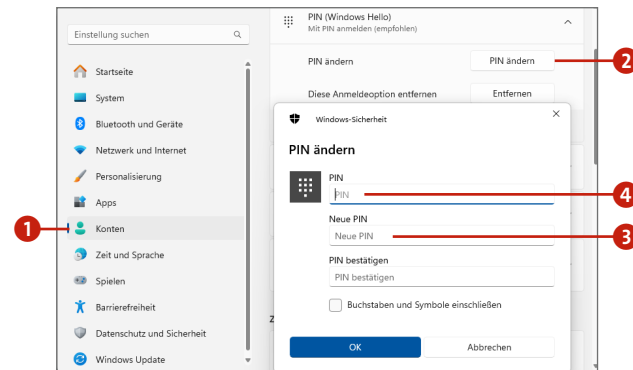 Einstellung suchen
Startseite
System
Bluetooth und Geräte
Netzwerk und Internet
Personalisierung
Apps
1
Konten
Zeit und Sprache
Spielen
Barrierefreiheit
Datenschutz und Sicherheit
Windows Update
PIN (Windows Hello)
Mit PIN anmelden (empfohlen)
PIN ändern
PIN ändern
2
Diese Anmeldeoption entfernen
Entfernen
Windows-Sicherheit
PIN ändern
PIN
PIN
4
Neue PIN
Neue PIN
3
PIN bestätigen
PIN bestätigen
Buchstaben und Symbole einschließen
Z
OK
Abbrechen